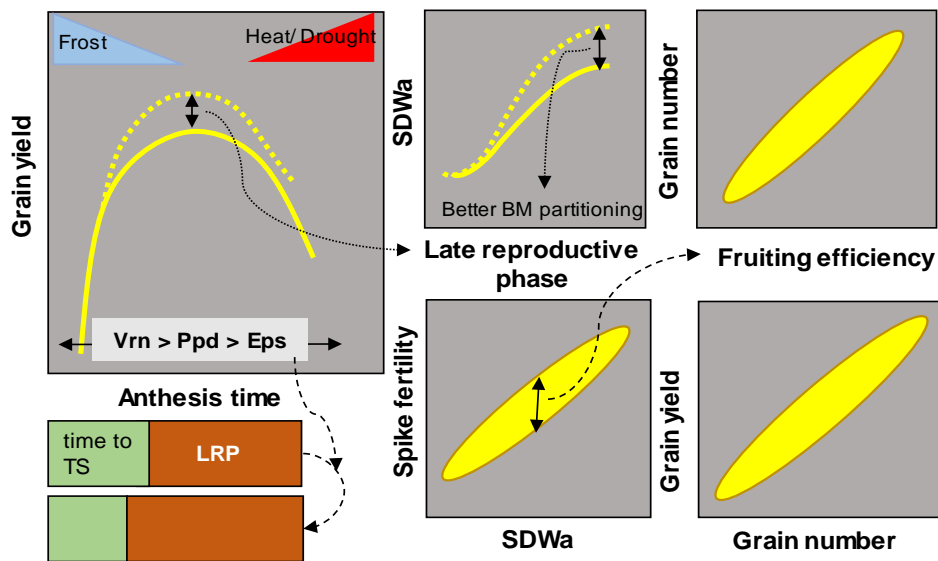 Frost
Heat/ Drought
Grain yield
Vrn > Ppd > Eps
Anthesis time
time to
TS
LRP
SDWa
Better BM partitioning
Late reproductive
phase
Grain number
Fruiting efficiency
Spike fertility
SDWa
Grain yield
Grain number